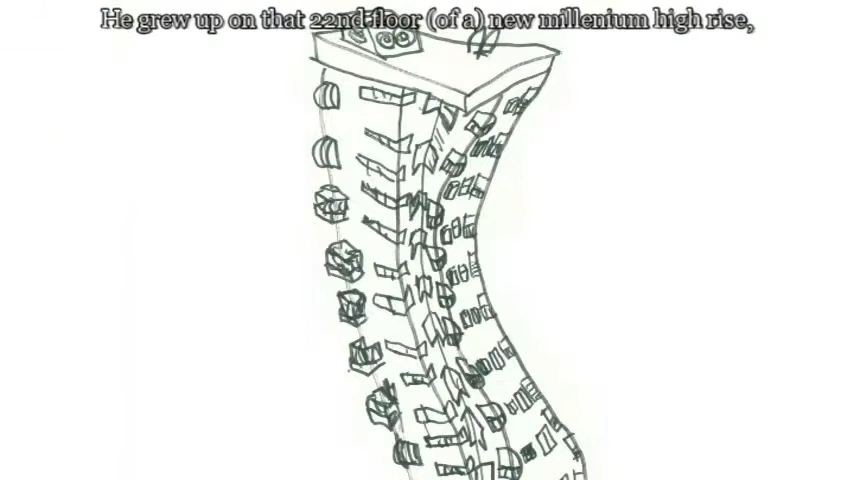 He grew up on that 22nd floor (of a) new millenium high rise,